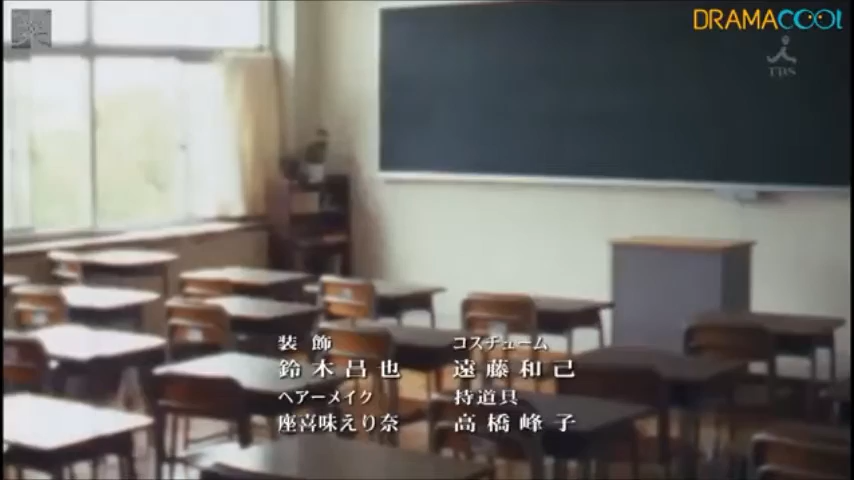 DRAMACOOL
TBS
装飾
鈴木昌也
ヘアーメイク
座喜味えり奈
コスチューム
遠藤和己
持道具
高橋峰子